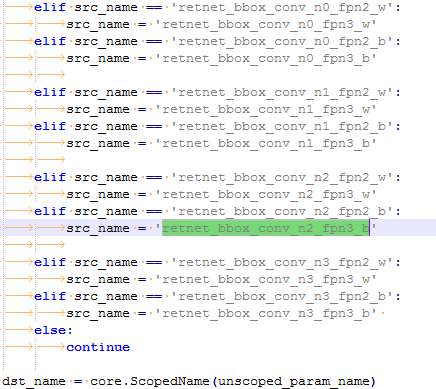 elif src_name == 'retnet_bbox_conv_n0_fpn2_w':
src_name = 'retnet_bbox_conv_n0_fpn3_w'
elif src_name == 'retnet_bbox_conv_n0_fpn2_b':
src_name = 'retnet_bbox_conv_n0_fpn3_b'
elif src_name == 'retnet_bbox_conv_n1_fpn2_w':
src_name = 'retnet_bbox_conv_n1_fpn3_w'
elif src_name == 'retnet_bbox_conv_n1_fpn2_b':
src_name = 'retnet_bbox_conv_n1_fpn3_b'
elif src_name == 'retnet_bbox_conv_n2_fpn2_w':
src_name = 'retnet_bbox_conv_n2_fpn3_w'
elif src_name == 'retnet_bbox_conv_n2_fpn2_b':
src_name = 'retnet_bbox_conv_n2_fpn3_b'
elif src_name == 'retnet_bbox_conv_n3_fpn2_w':
src_name = 'retnet_bbox_conv_n3_fpn3_w'
elif src_name == 'retnet_bbox_conv_n3_fpn2_b':
src_name = 'retnet_bbox_conv_n3_fpn3_b'
else:
continue
dst_name = core.ScopedName(unscoped_param_name)